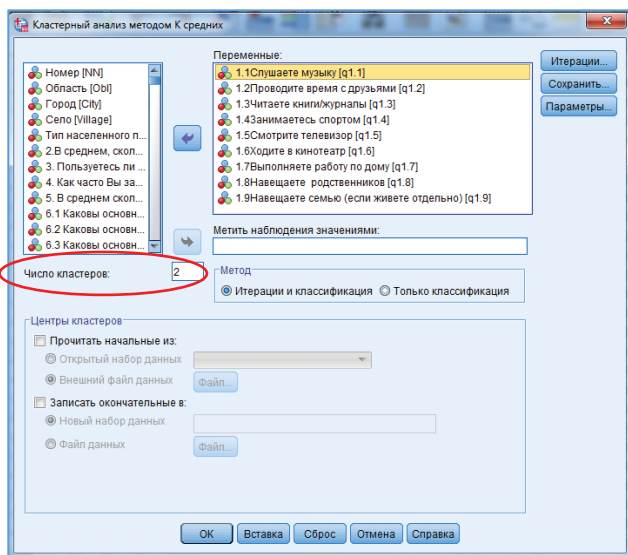 Кластерный анализ методом К средних
Номер [NN]
Область [Obl]
Город [City]
Село [Village]
Тип населенного п...
2.В среднем, скол...
3. Пользуетесь ли ...
4. Как часто Вы за...
5. В среднем скол...
6.1 Каковы основн...
6.2 Каковы основн...
6.3 Каковы основн...
Переменные:
1.1Слушаете музыку [q1.1]
1.2Проводите время с друзьями [q1.2]
1.3Читаете книги/журналы [q1.3]
1.4Занимаетесь спортом [q1.4]
1.5Смотрите телевизор [q1.5]
1.6Ходите в кинотеатр [q1.6]
1.7Выполняете работу по дому [q1.7]
1.8Навещаете родственников [q1.8]
1.9Навещаете семью (если живете отдельно) [q1.9]
Итерации...
Сохранить...
Параметры...
Метить наблюдения значениями:
Число кластеров: 2
Метод
Итерации и классификация Только классификация
Центры кластеров
Прочитать начальные из:
Открытый набор данных
Внешний файл данных Файл...
Записать окончательные в:
Новый набор данных
Файл данных Файл...
ОК Вставка Сброс Отмена Справка